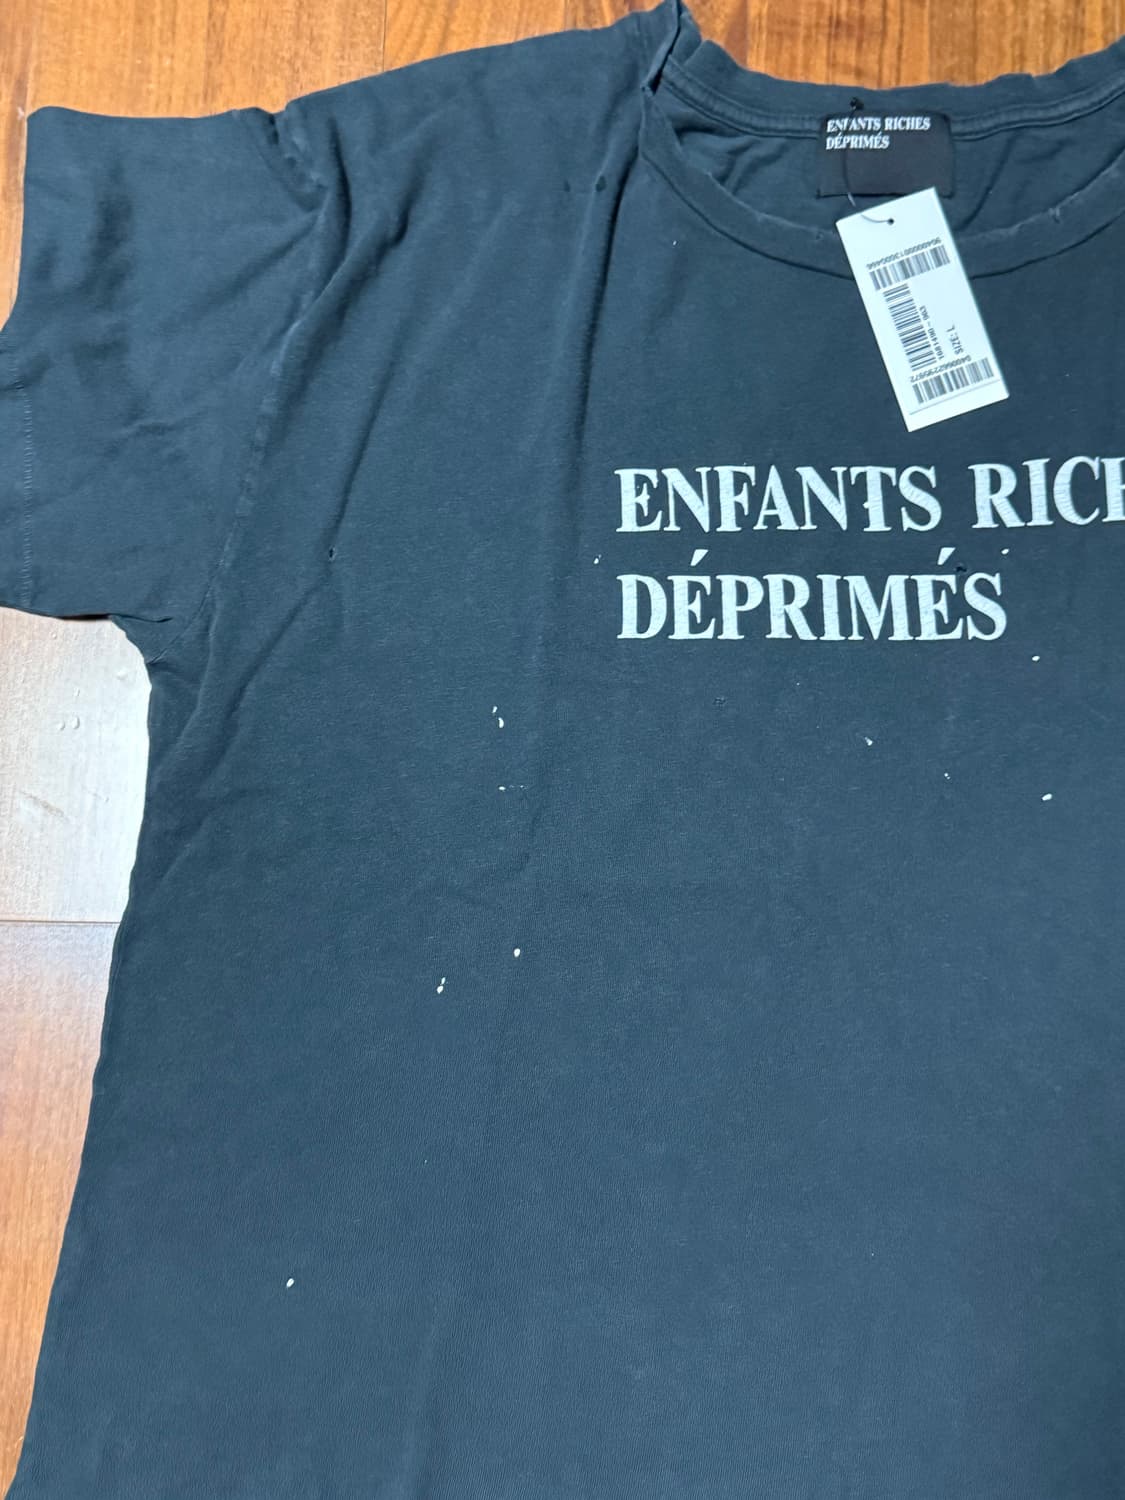 ENFANTS RICHES
DÉPRIMÉS
SIZE: L
ENFANTS RICH
DÉPRIMÉS